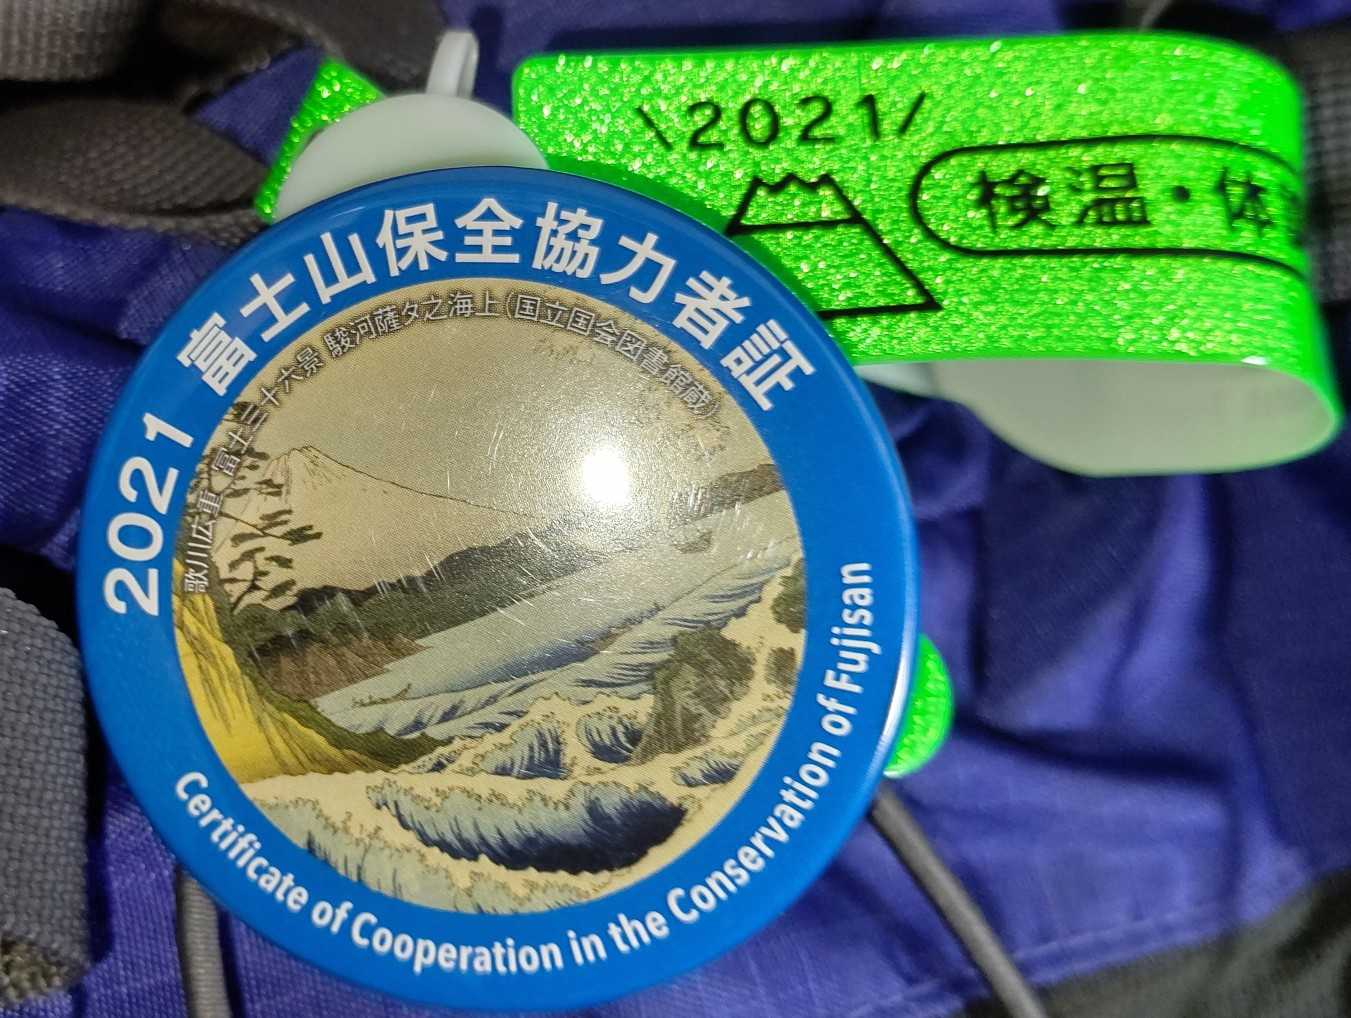 \2021/
検温・体
2021 富士山保全協力者証
歌川広重(富士三十六景 駿河薩タ之海上(国立国会図書館蔵)
Certificate of Cooperation in the Conservation of Fujisan